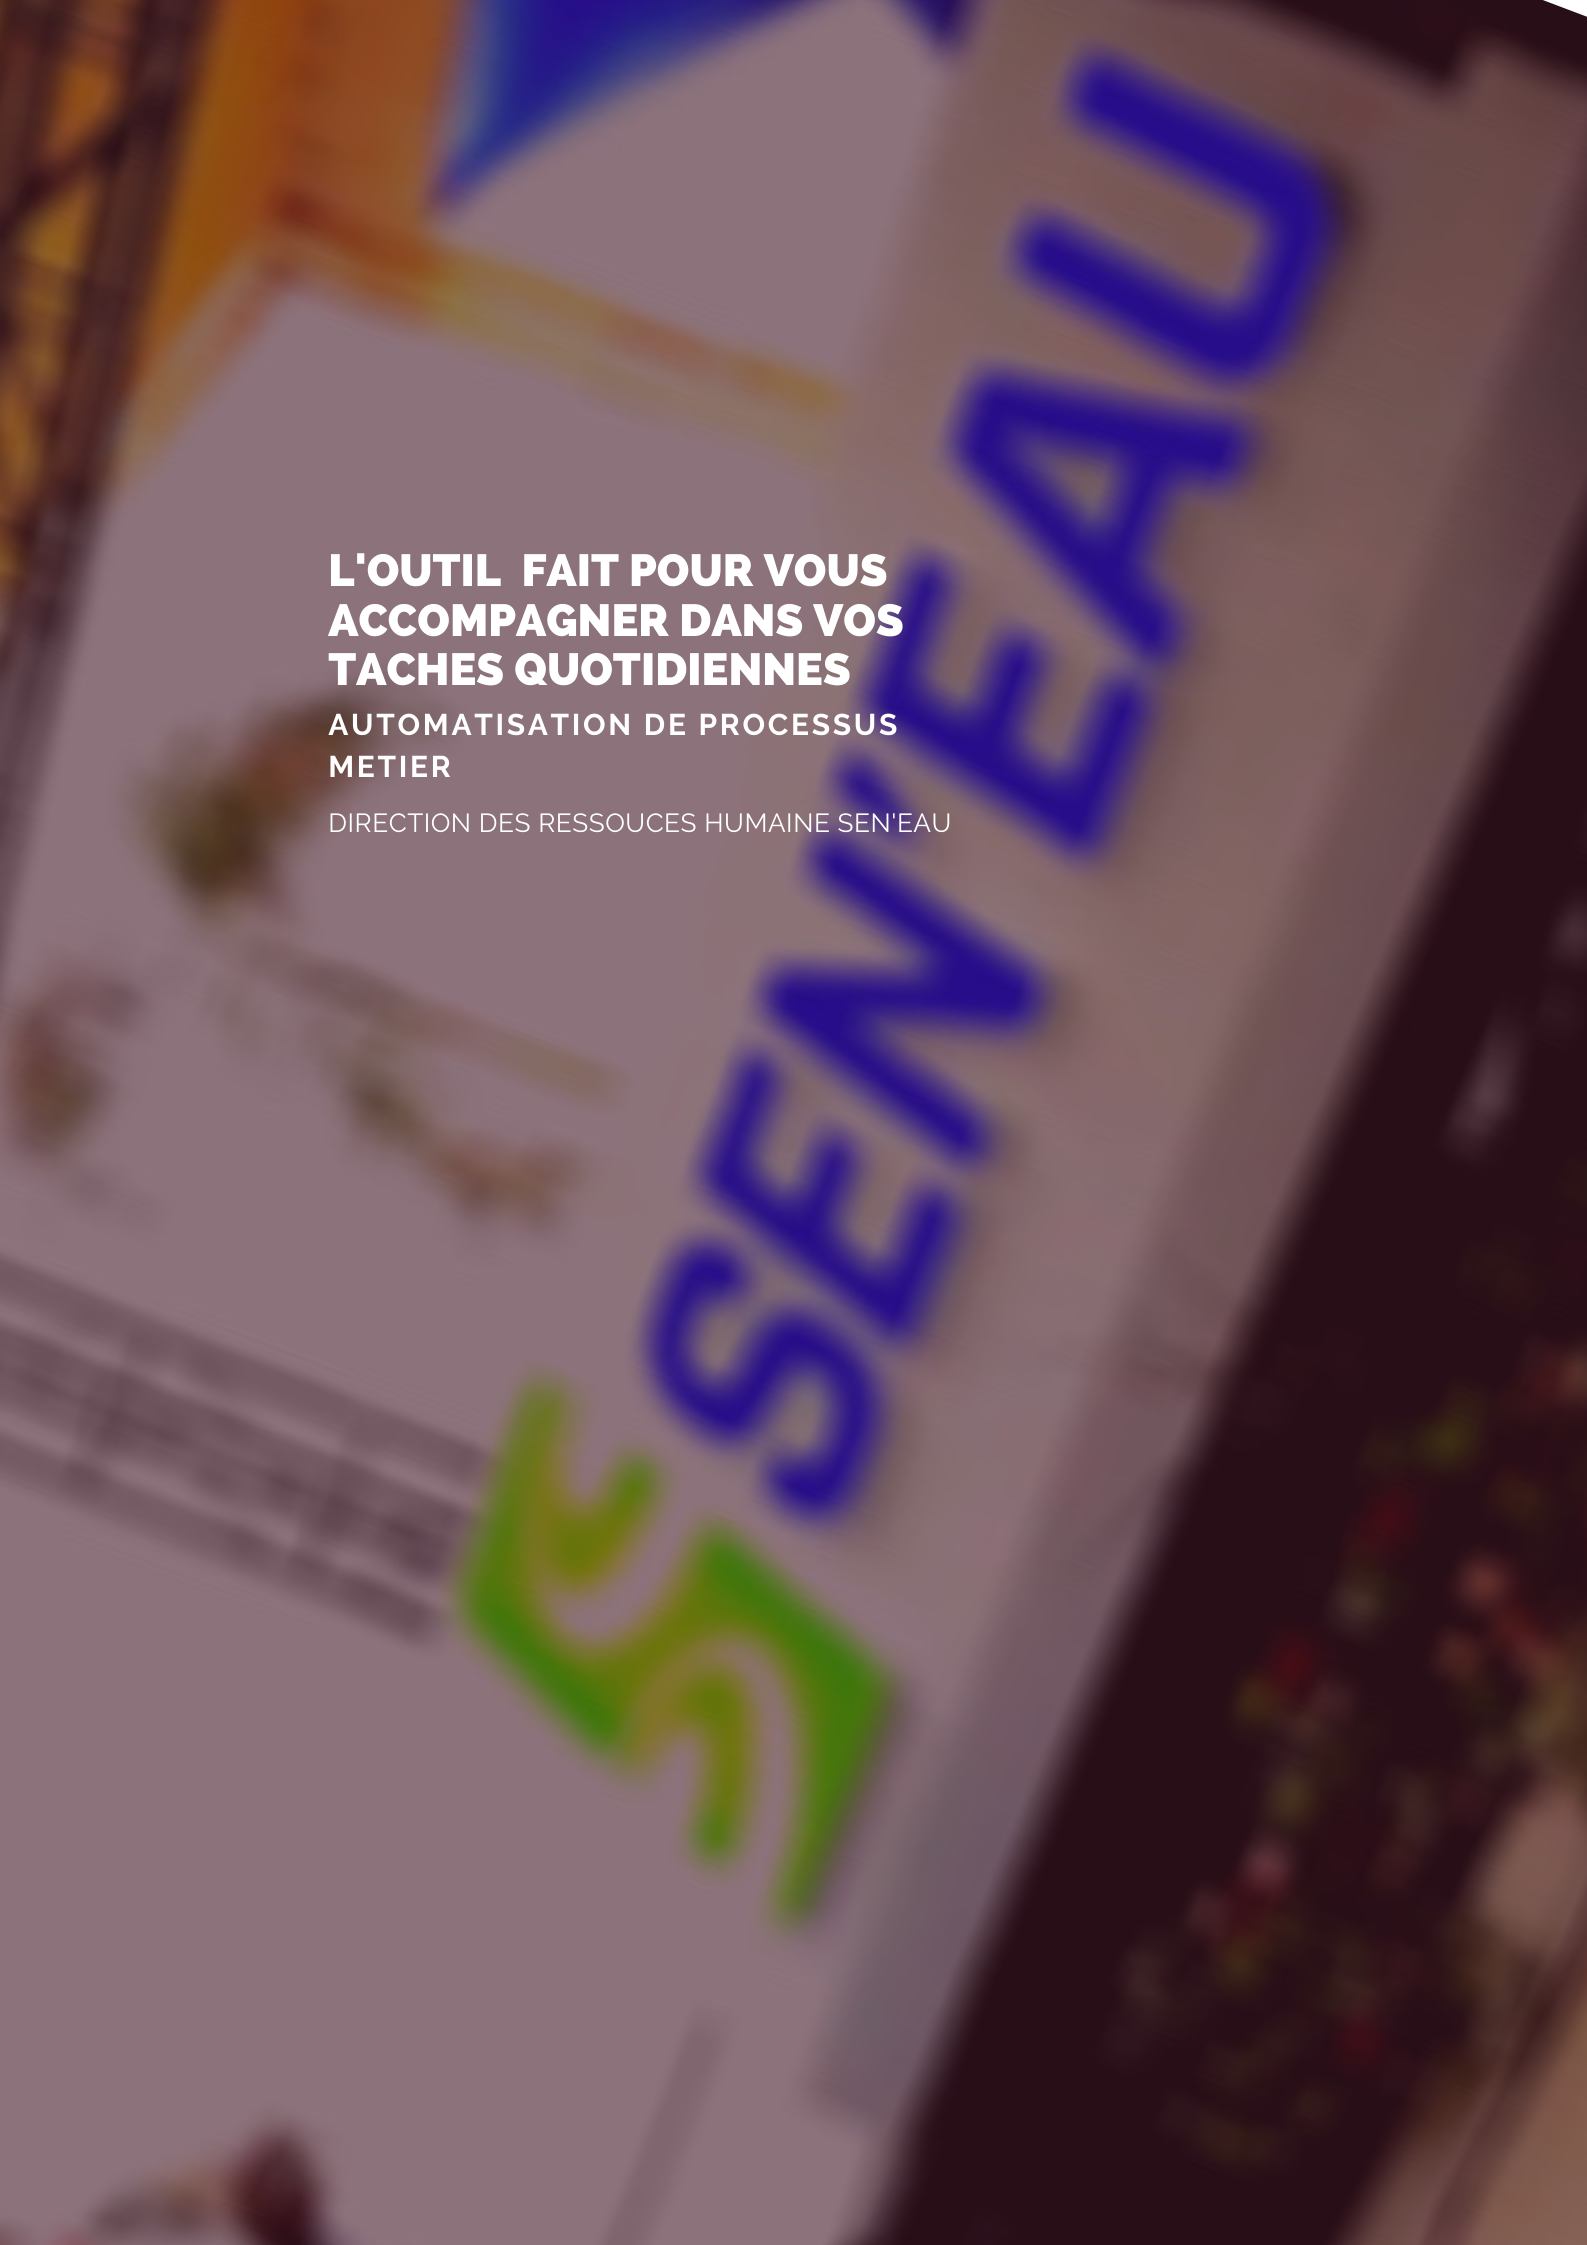 L'OUTIL  FAIT POUR VOUS
ACCOMPAGNER DANS VOS
TACHES QUOTIDIENNES
AUTOMATISATION DE PROCESSUS
METIER
DIRECTION DES RESSOUCES HUMAINE SEN'EAU
SEN'EAU